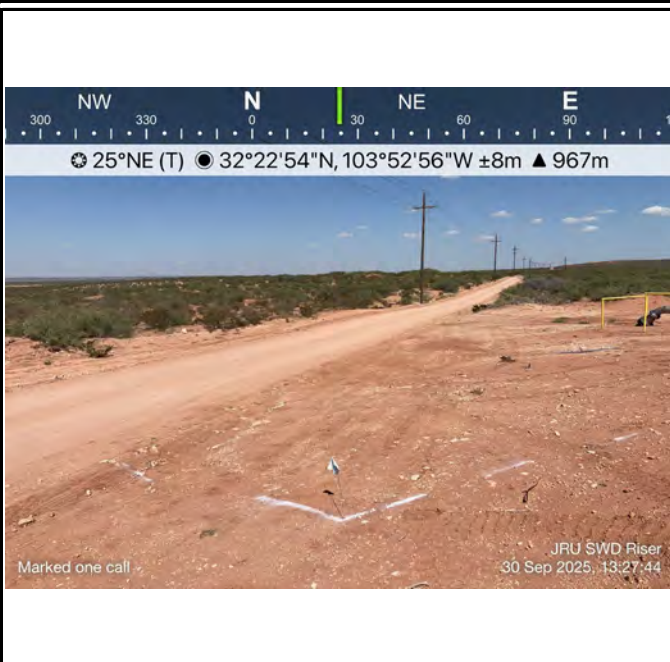 NW N NE E
300 330 0 30 60 90
25°NE (T) 32°22'54"N, 103°52'56"W ±8m ▲ 967m
Marked one call
JRU SWD Riser
30 Sep 2025, 13:27:44